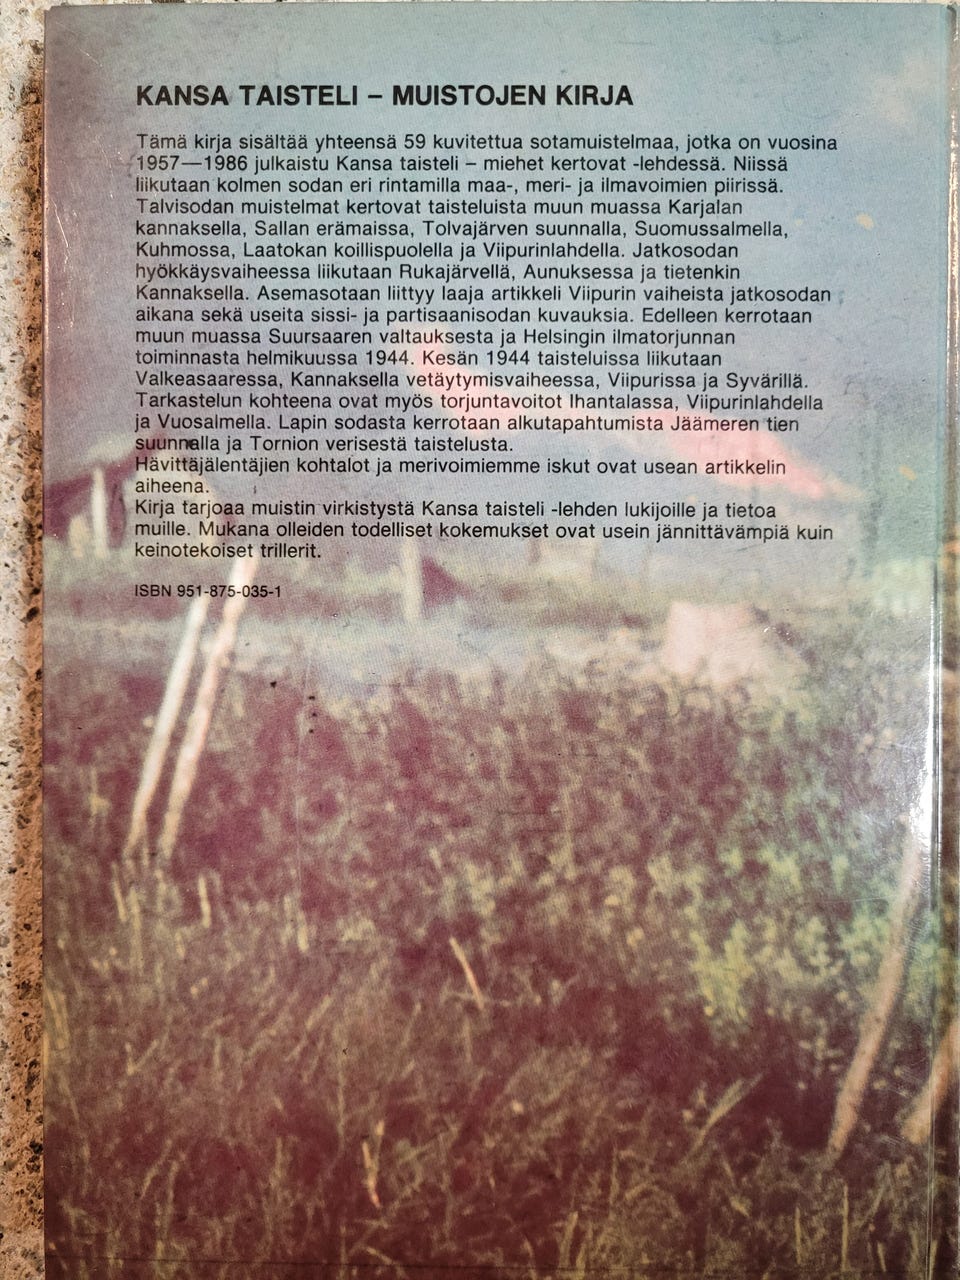 KANSA TAISTELI – MUISTOJEN KIRJA
Tämä kirja sisältää yhteensä 59 kuvitettua sotamuistelmaa, jotka on vuosina
1957—1986 julkaistu Kansa taisteli – miehet kertovat -lehdessä. Niissä
liikutaan kolmen sodan eri rintamilla maa-, meri- ja ilmavoimien piirissä.
Talvisodan muistelmat kertovat taisteluista muun muassa Karjalan
kannaksella, Sallan erämaissa, Tolvajärven suunnalla, Suomussalmella,
Kuhmossa, Laatokan koillispuolella ja Viipurinlahdella. Jatkosodan
hyökkäysvaiheessa liikutaan Rukajärvellä, Aunuksessa ja tietenkin
Kannaksella. Asemasotaan liittyy laaja artikkeli Viipurin vaiheista jatkosodan
aikana sekä useita sissi- ja partisaanisodan kuvauksia. Edelleen kerrotaan
muun muassa Suursaaren valtauksesta ja Helsingin ilmatorjunnan
toiminnasta helmikuussa 1944. Kesän 1944 taisteluissa liikutaan
Valkeasaaressa, Kannaksella vetäytymisvaiheessa, Viipurissa ja Syvärillä.
Tarkastelun kohteena ovat myös torjuntavoitot Ihantalassa, Viipurinlahdella
ja Vuosalmella. Lapin sodasta kerrotaan alkutapahtumista Jäämeren tien
suunnalla ja Tornion verisestä taistelusta.
Hävittäjälentäjien kohtalot ja merivoimiemme iskut ovat usean artikkelin
aiheena.
Kirja tarjoaa muistin virkistystä Kansa taisteli -lehden lukijoille ja tietoa
muille. Mukana olleiden todelliset kokemukset ovat usein jännittävämpiä kuin
keinotekoiset trillerit.
ISBN 951-875-035-1